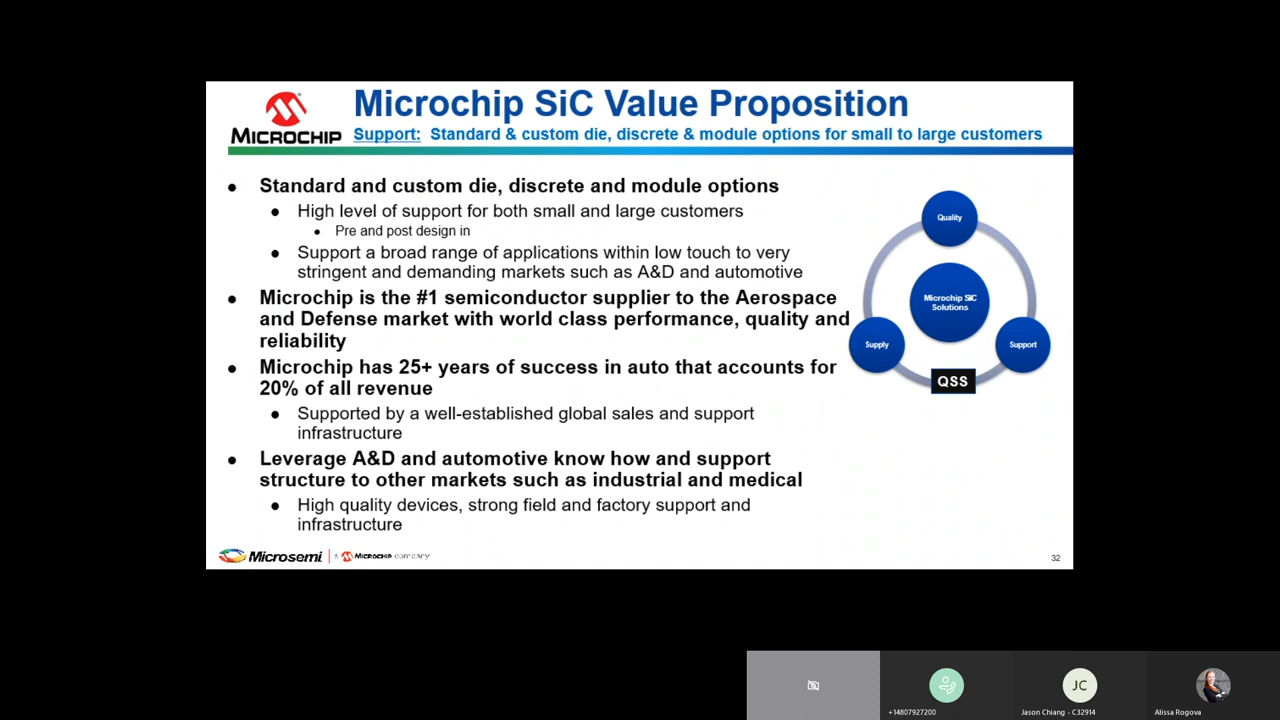 MICROCHIP
Microchip SiC Value Proposition
Support: Standard & custom die, discrete & module options for small to large customers
● Standard and custom die, discrete and module options
● High level of support for both small and large customers
● Pre and post design in
● Support a broad range of applications within low touch to very
stringent and demanding markets such as A&D and automotive
● Microchip is the #1 semiconductor supplier to the Aerospace
and Defense market with world class performance, quality and
reliability
● Microchip has 25+ years of success in auto that accounts for
20% of all revenue
● Supported by a well-established global sales and support
infrastructure
● Leverage A&D and automotive know how and support
structure to other markets such as industrial and medical
● High quality devices, strong field and factory support and
infrastructure
Quality
Microchip SiC
Solutions
Supply
Support
QSS
Microsemi | a MICROCHIP company
32
JC
+14807927200
Jason Chiang - C32914
Alissa Rogova